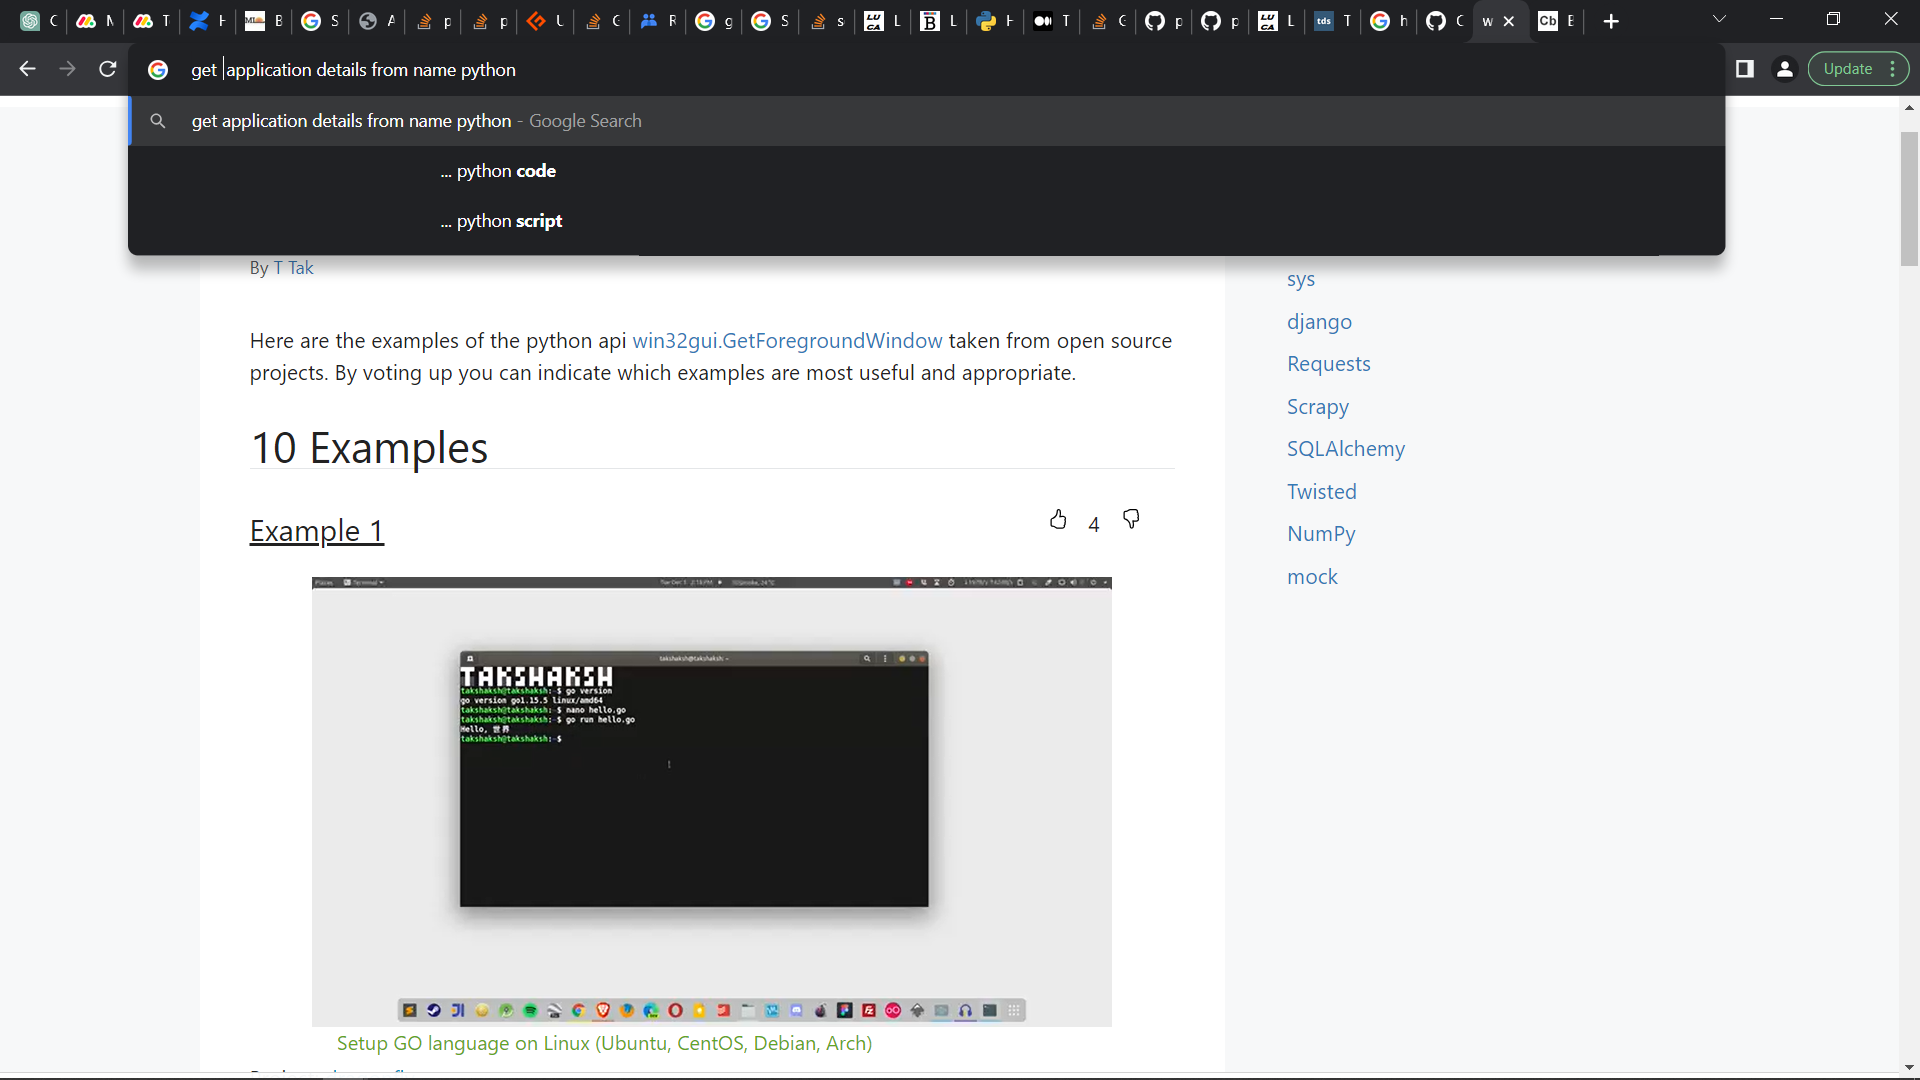 get application details from name python
Update
get application details from name python - Google Search
... python code
... python script
By T Tak
Here are the examples of the python api win32gui.GetForegroundWindow taken from open source
projects. By voting up you can indicate which examples are most useful and appropriate.
10 Examples
Example 1
4
TAKSHAKSH
takshaksh@takshaksh:~$ go version
go version go1.15.5 linux/amd64
takshaksh@takshaksh:~$ nano hello.go
takshaksh@takshaksh:~$ go run hello.go
Hello, 世界
takshaksh@takshaksh:~$
Setup GO language on Linux (Ubuntu, CentOS, Debian, Arch)
sys
django
Requests
Scrapy
SQLAlchemy
Twisted
NumPy
mock